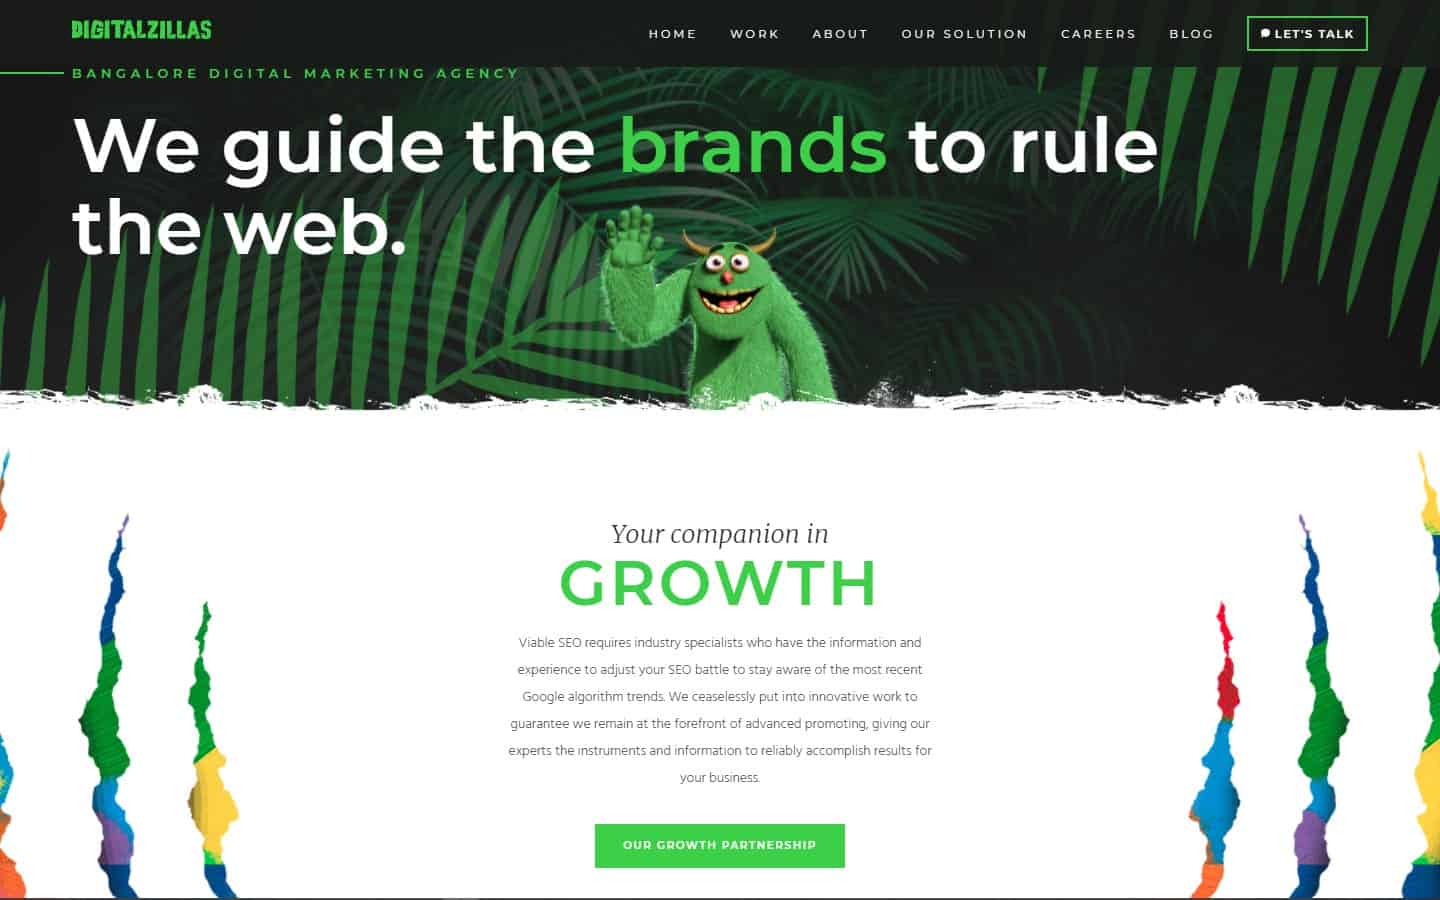 DIGITALZILLAS
HOME WORK ABOUT OUR SOLUTION CAREERS BLOG LET'S TALK
BANGALORE DIGITAL MARKETING AGENCY
We guide the brands to rule
the web.
Your companion in
GROWTH
Viable SEO requires industry specialists who have the information and
experience to adjust your SEO battle to stay aware of the most recent
Google algorithm trends. We ceaselessly put into innovative work to
guarantee we remain at the forefront of advanced promoting, giving our
experts the instruments and information to reliably accomplish results for
your business.
OUR GROWTH PARTNERSHIP